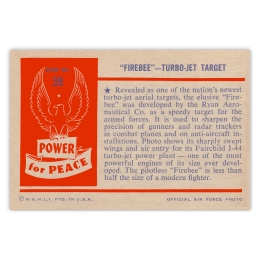 "FIREBEE"—TURBO-JET TARGET
★ Revealed as one of the nation's newest
turbo-jet aerial targets, the elusive "Fire-
bee" was developed by the Ryan Aero-
nautical Co. as a speedy target for the
armed forces. It is used to sharpen the
precision of gunners and radar trackers
in combat planes and on anti-aircraft in-
stallations. Photo shows its sharply swept
wings and air entry for its Fairchild J-44
turbo-jet power plant — one of the most
powerful engines of its size ever devel-
oped. The pilotless "Firebee" is less than
half the size of a modern fighter.
POWER
for PEACE
© B.G.H.L.I. PTG. IN U.S.A.
OFFICIAL AIR FORCE PHOTO